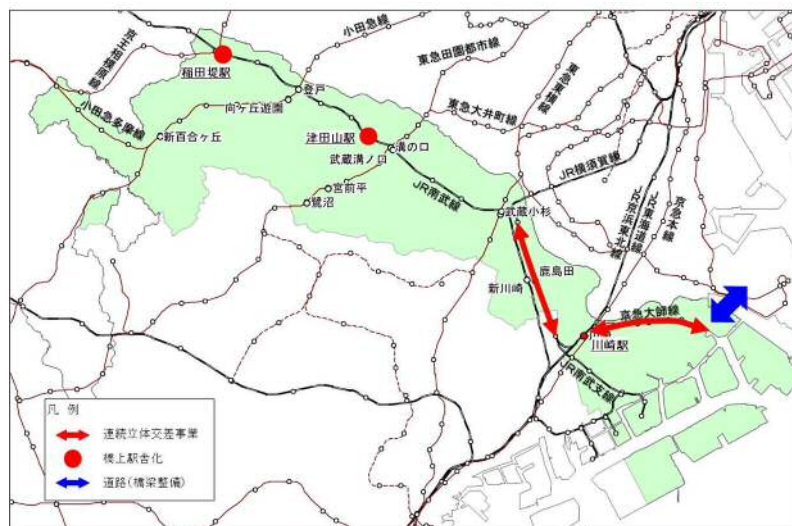 小田急線
京王相模原線
東急田園都市線
稲田堤駅
登戸
東急東横線
向ケ丘遊園
東急大井町線
小田急多摩線
新百合ヶ丘
津田山駅
溝の口
武蔵溝ノ口
JR横須賀線
宮前平
JR南武線
鷺沼
武蔵小杉
JR東海道線
JR京浜東北線
京急本線
鹿島田
新川崎
京急大師線
川崎駅
JR南武支線
凡 例
連続立体交差事業
橋上駅舎化
道路(橋梁整備)